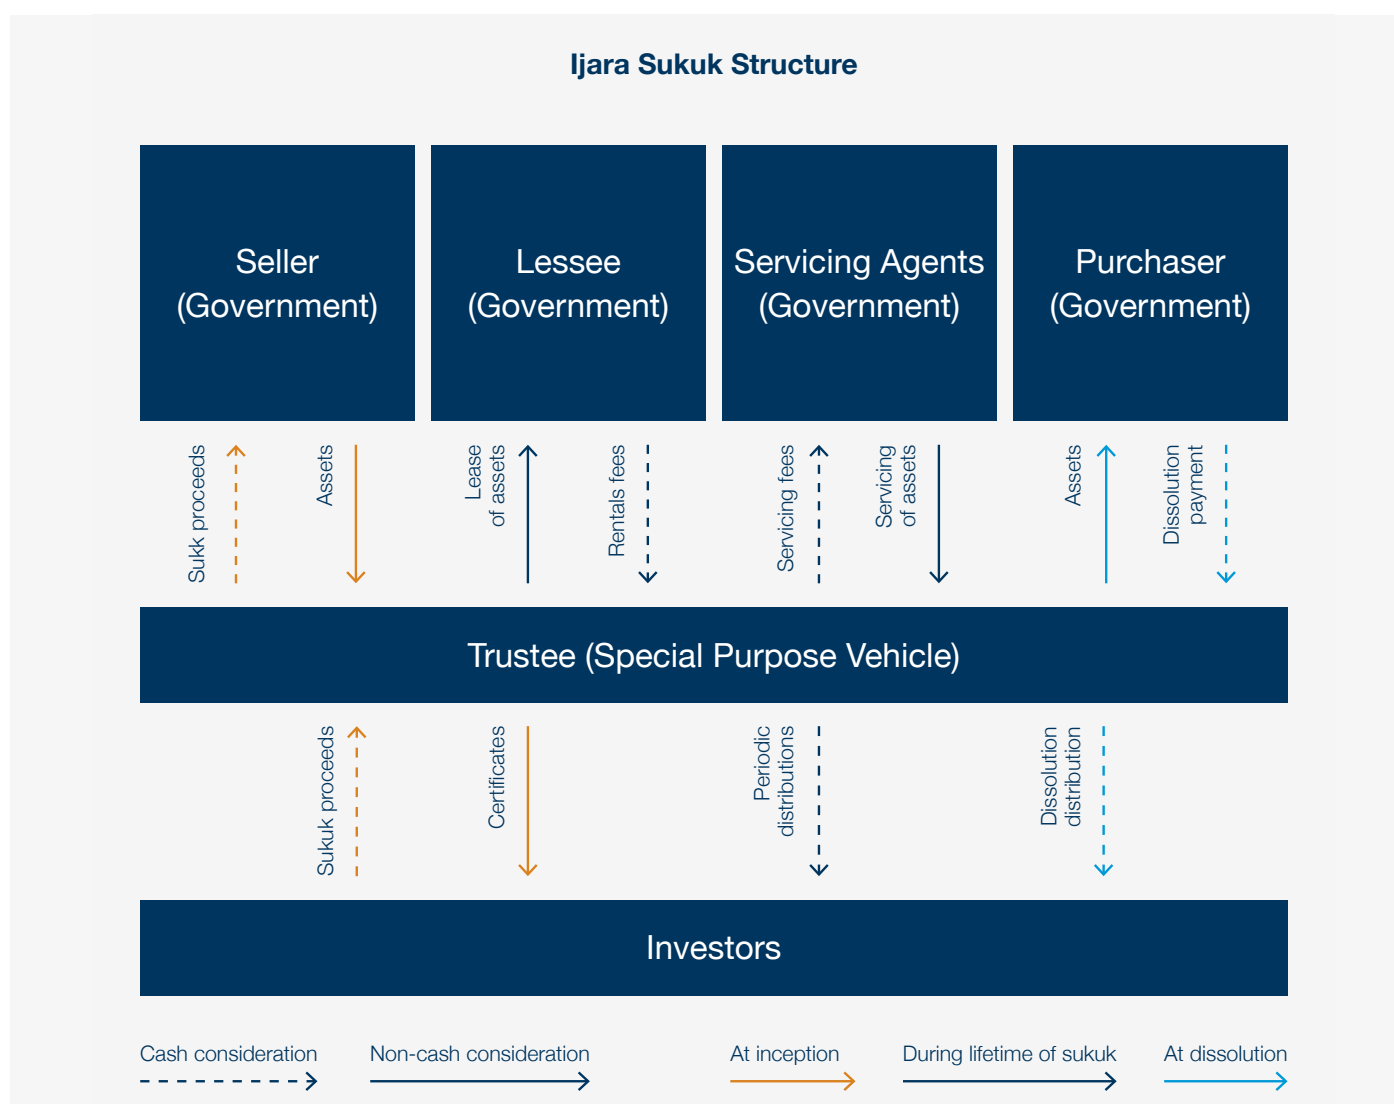 Ijara Sukuk Structure
Seller
(Government)
Lessee
(Government)
Servicing Agents
(Government)
Purchaser
(Government)
Sukk proceeds
Assets
Lease
of assets
Rentals fees
Servicing fees
Servicing
of assets
Assets
Dissolution
payment
Trustee (Special Purpose Vehicle)
Sukuk proceeds
Certificates
Periodic
distributions
Dissolution
distribution
Investors
Cash consideration
Non-cash consideration
At inception
During lifetime of sukuk
At dissolution